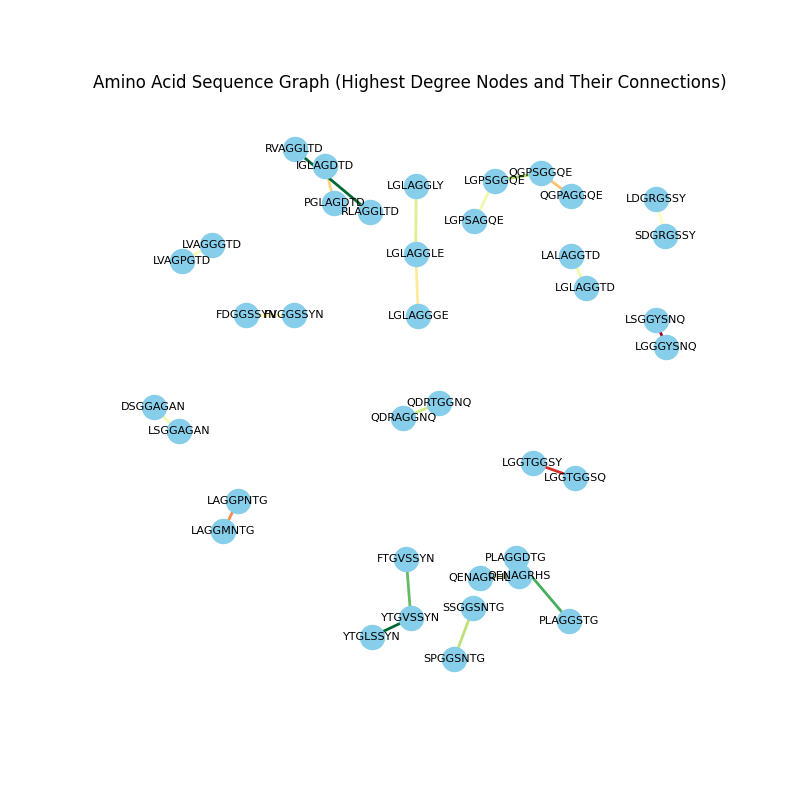 Amino Acid Sequence Graph (Highest Degree Nodes and Their Connections)
RVAGGLTD
IGLAGDTD
PGLAGDTD
RLAGGLTD
LGLAGGLY
LGPSGGQE
QGPSGGQE
QGPAGGQE
LGPSAGQE
LDGRGSSY
SDGRGSSY
LVAGGGTD
LVAGPGTD
LGLAGGLE
LALAGGTD
LGLAGGTD
FDGGSSYN
FVGGSSYN
LGLAGGGE
LSGGYSNQ
LGGGYSNQ
DSGGAGAN
LSGGAGAN
QDRTGGNQ
QDRAGGNQ
LGGTGGSY
LGGTGGSQ
LAGGPNTG
LAGGMNTG
FTGVSSYN
PLAGGDTG
QENAGRHL
QENAGRHS
SSGGSNTG
YTGVSSYN
PLAGGSTG
YTGLSSYN
SPGGSNTG